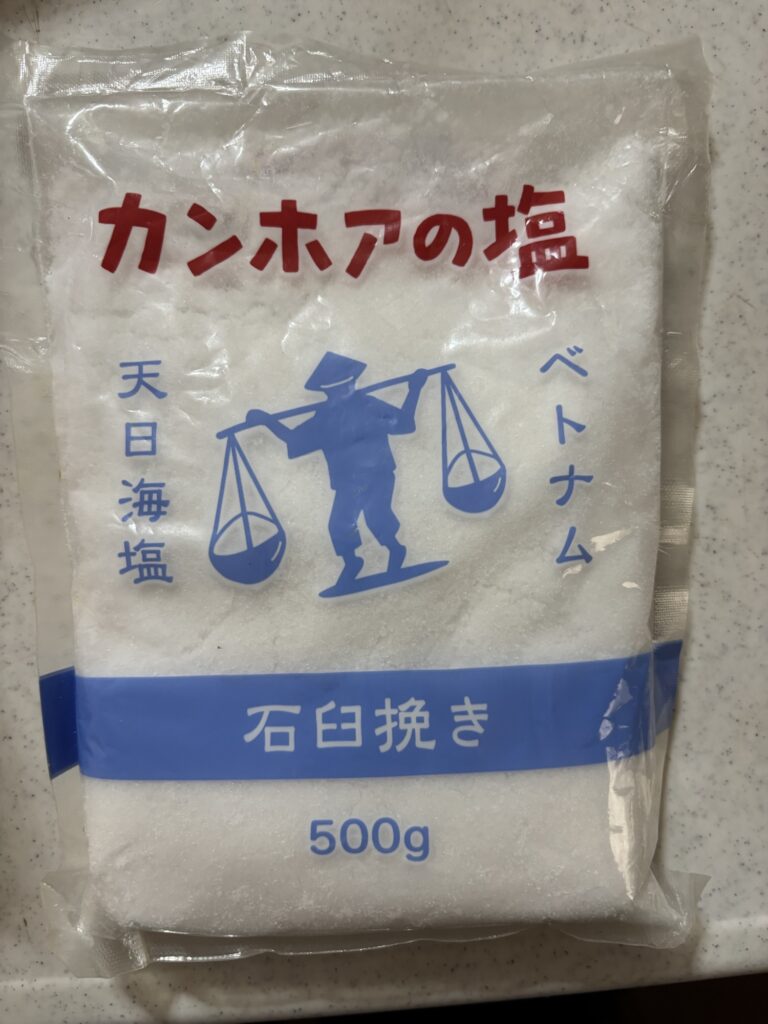 カンホアの塩
ベトナム
天日海塩
石臼挽き
500g